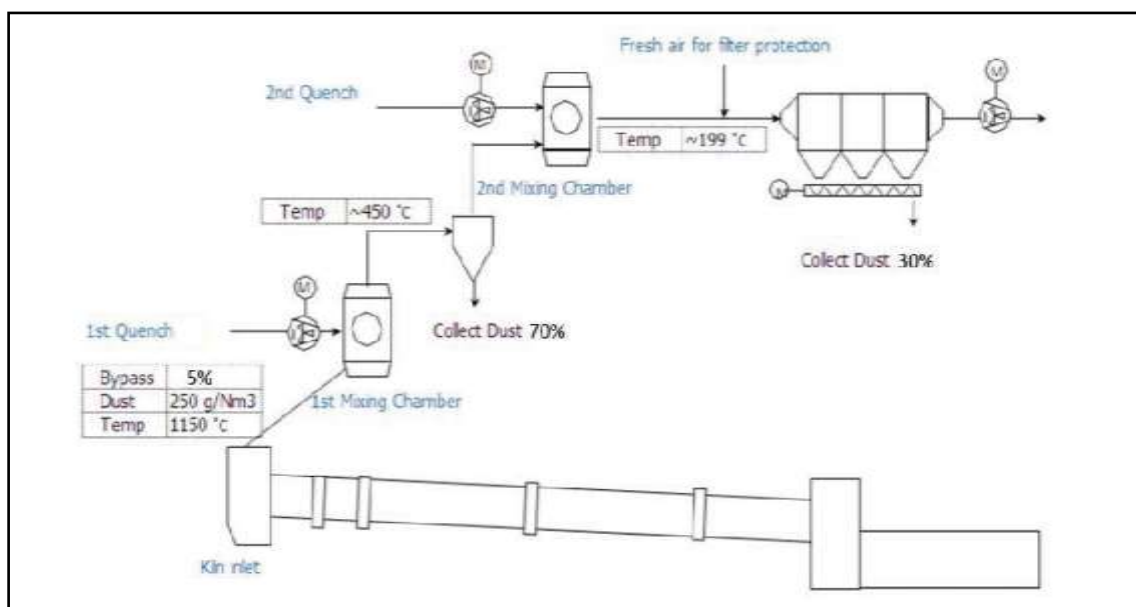 Fresh air for filter protection
M
M
2nd Quench
Temp ~199 °C
2nd Mixing Chamber
M
Temp ~450 °C
Collect Dust 30%
M
1st Quench
Collect Dust 70%
Bypass 5%
Dust 250 g/Nm3
Temp 1150 °C
1st Mixing Chamber
Kiln inlet